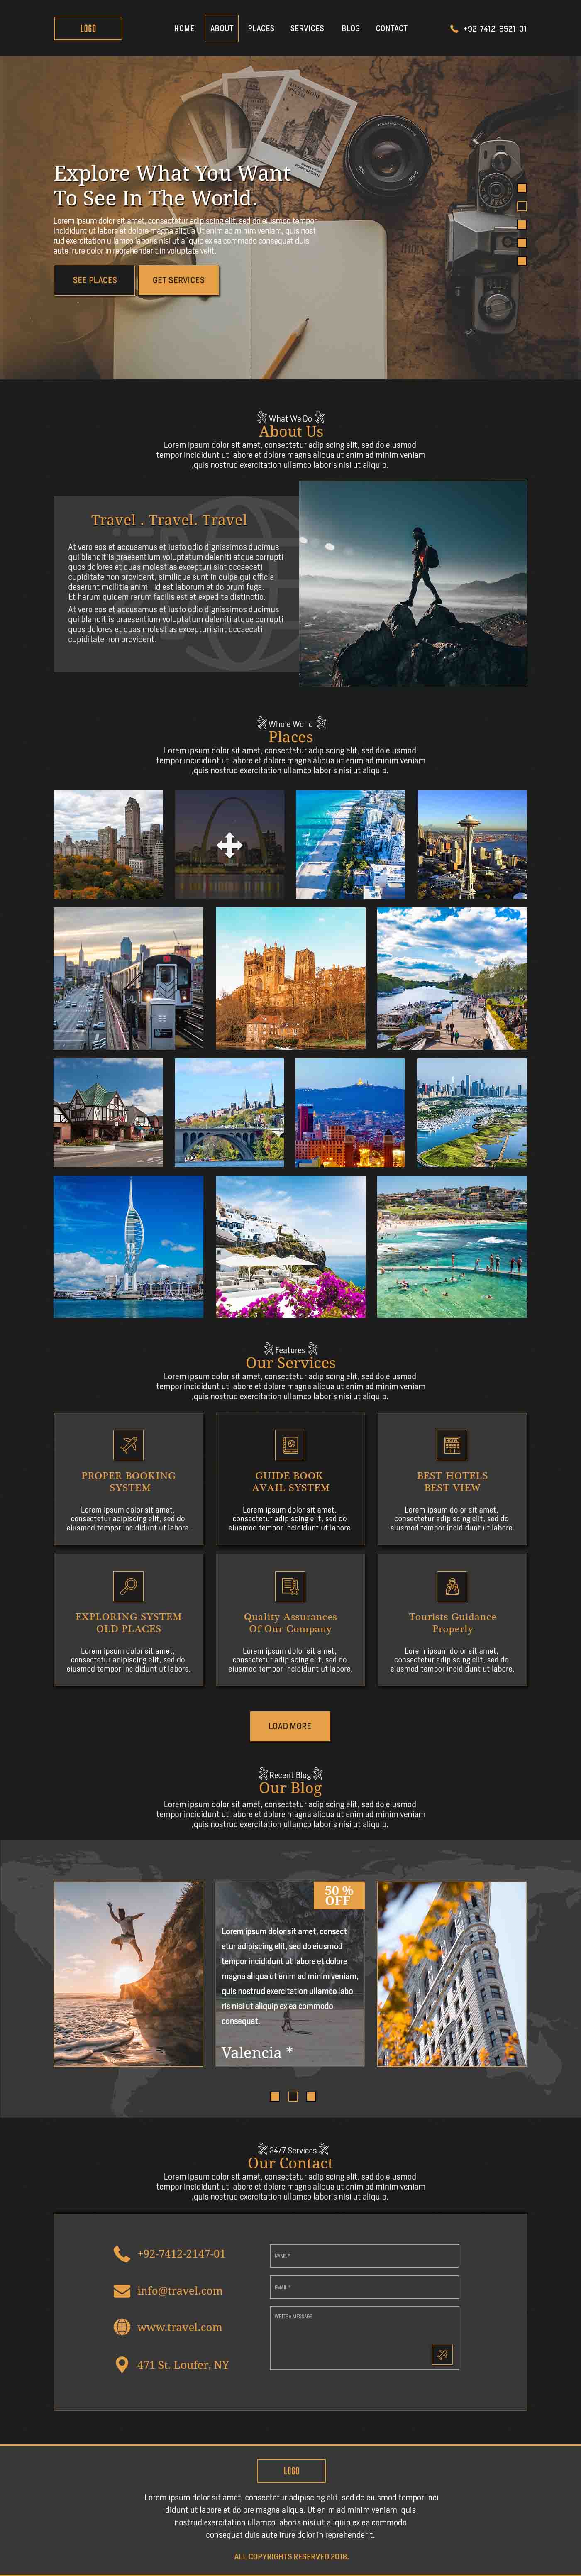 LOGO
HOME ABOUT PLACES SERVICES BLOG CONTACT
+92-7412-8521-01
Explore What You Want
To See In The World.
Lorem ipsum dolor sit amet, consectetur adipiscing elit, sed do eiusmod tempor
incididunt ut labore et dolore magna aliqua Ut enim ad minim veniam, quis nost
rud exercitation ullamco laboris nisi ut aliquip ex ea commodo consequat duis
aute irure dolor in reprehenderit in voluptate velit.
SEE PLACES
GET SERVICES
What We Do
About Us
Lorem ipsum dolor sit amet, consectetur adipiscing elit, sed do eiusmod
tempor incididunt ut labore et dolore magna aliqua ut enim ad minim veniam
,quis nostrud exercitation ullamco laboris nisi ut aliquip.
Travel . Travel. Travel
At vero eos et accusamus et iusto odio dignissimos ducimus
qui blanditiis praesentium voluptatum deleniti atque corrupti
quos dolores et quas molestias excepturi sint occaecati
cupiditate non provident, similique sunt in culpa qui officia
deserunt mollitia animi, id est laborum et dolorum fuga.
Et harum quidem rerum facilis est et expedita distinctio.
At vero eos et accusamus et iusto odio dignissimos ducimus
qui blanditiis praesentium voluptatum deleniti atque corrupti
quos dolores et quas molestias excepturi sint occaecati
cupiditate non provident.
Whole World
Places
Lorem ipsum dolor sit amet, consectetur adipiscing elit, sed do eiusmod
tempor incididunt ut labore et dolore magna aliqua ut enim ad minim veniam
,quis nostrud exercitation ullamco laboris nisi ut aliquip.
Features
Our Services
Lorem ipsum dolor sit amet, consectetur adipiscing elit, sed do eiusmod
tempor incididunt ut labore et dolore magna aliqua ut enim ad minim veniam
,quis nostrud exercitation ullamco laboris nisi ut aliquip.
PROPER BOOKING
SYSTEM
Lorem ipsum dolor sit amet,
consectetur adipiscing elit, sed do
eiusmod tempor incididunt ut labore.
GUIDE BOOK
AVAIL SYSTEM
Lorem ipsum dolor sit amet,
consectetur adipiscing elit, sed do
eiusmod tempor incididunt ut labore.
BEST HOTELS
BEST VIEW
Lorem ipsum dolor sit amet,
consectetur adipiscing elit, sed do
eiusmod tempor incididunt ut labore.
EXPLORING SYSTEM
OLD PLACES
Lorem ipsum dolor sit amet,
consectetur adipiscing elit, sed do
eiusmod tempor incididunt ut labore.
Quality Assurances
Of Our Company
Lorem ipsum dolor sit amet,
consectetur adipiscing elit, sed do
eiusmod tempor incididunt ut labore.
Tourists Guidance
Properly
Lorem ipsum dolor sit amet,
consectetur adipiscing elit, sed do
eiusmod tempor incididunt ut labore.
LOAD MORE
Recent Blog
Our Blog
Lorem ipsum dolor sit amet, consectetur adipiscing elit, sed do eiusmod
tempor incididunt ut labore et dolore magna aliqua ut enim ad minim veniam
,quis nostrud exercitation ullamco laboris nisi ut aliquip.
50 %
OFF
Lorem ipsum dolor sit amet, consect
etur adipiscing elit, sed do eiusmod
tempor incididunt ut labore et dolore
magna aliqua ut enim ad minim veniam,
quis nostrud exercitation ullamco labo
ris nisi ut aliquip ex ea commodo
consequat.
Valencia *
24/7 Services
Our Contact
Lorem ipsum dolor sit amet, consectetur adipiscing elit, sed do eiusmod
tempor incididunt ut labore et dolore magna aliqua ut enim ad minim veniam
,quis nostrud exercitation ullamco laboris nisi ut aliquip.
+92-7412-2147-01
info@travel.com
www.travel.com
471 St. Loufer, NY
NAME *
EMAIL *
WRITE A MESSAGE
LOGO
Lorem ipsum dolor sit amet, consectetur adipiscing elit, sed do eiusmod tempor inci
didunt ut labore et dolore magna aliqua. Ut enim ad minim veniam, quis
nostrud exercitation ullamco laboris nisi ut aliquip ex ea commodo
consequat duis aute irure dolor in reprehenderit.
ALL COPYRIGHTS RESERVED 2018.